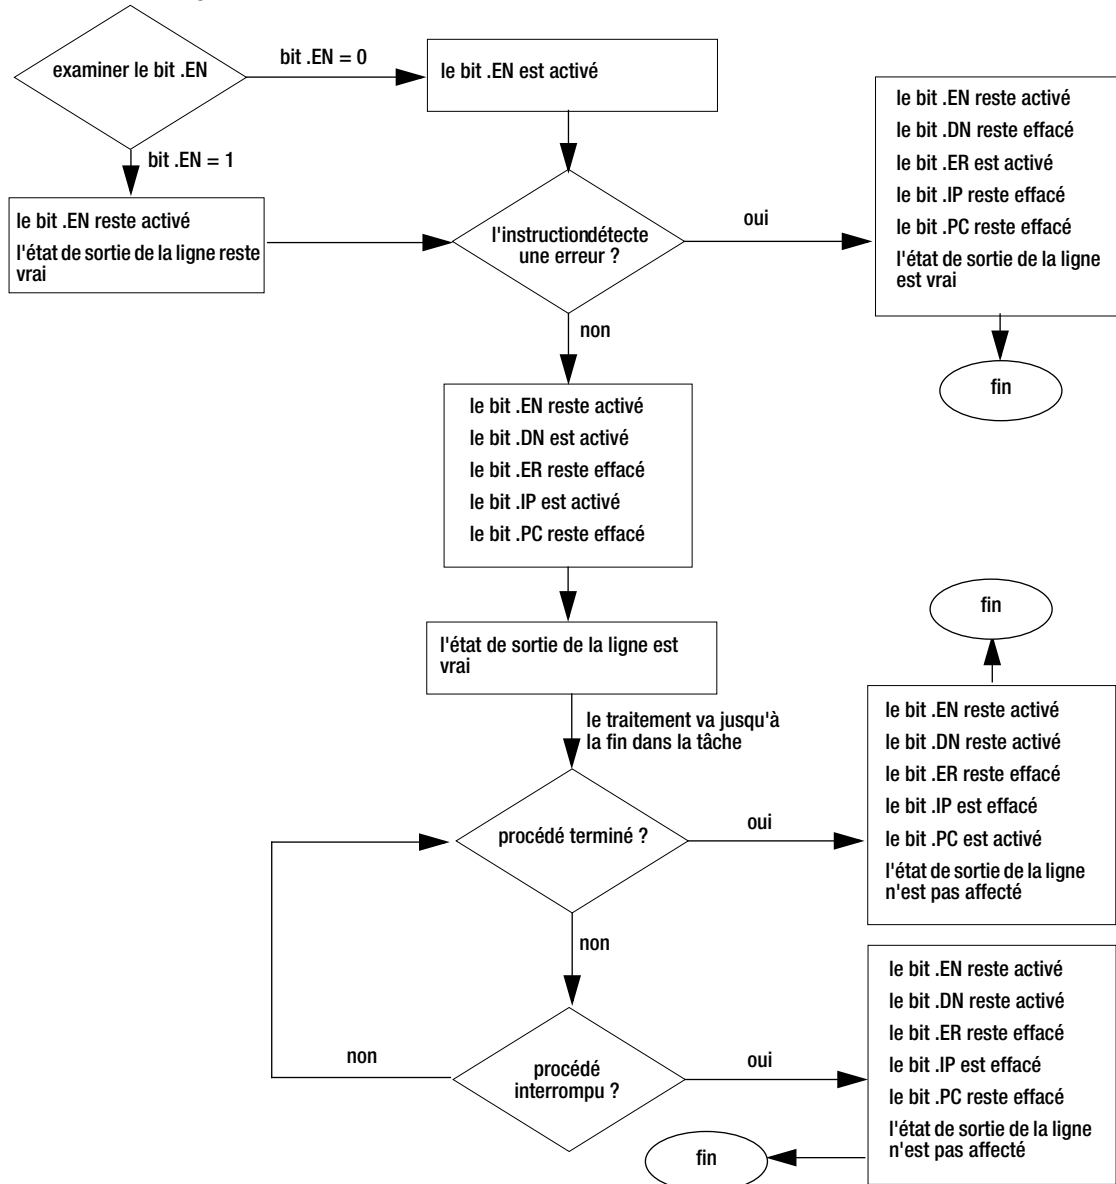 examiner le bit .EN
bit .EN = 0
le bit .EN est activé
bit .EN = 1
le bit .EN reste activé
l'état de sortie de la ligne reste
vrai
l'instructiondétecte
une erreur ?
oui
le bit .EN reste activé
le bit .DN reste effacé
le bit .ER est activé
le bit .IP reste effacé
le bit .PC reste effacé
l'état de sortie de la ligne
est vrai
fin
non
le bit .EN reste activé
le bit .DN est activé
le bit .ER reste effacé
le bit .IP est activé
le bit .PC reste effacé
l'état de sortie de la ligne est
vrai
le traitement va jusqu'à
la fin dans la tâche
procédé terminé ?
oui
fin
le bit .EN reste activé
le bit .DN reste activé
le bit .ER reste effacé
le bit .IP est effacé
le bit .PC est activé
l'état de sortie de la ligne
n'est pas affecté
non
procédé
interrompu ?
non
oui
le bit .EN reste activé
le bit .DN reste activé
le bit .ER reste effacé
le bit .IP est effacé
le bit .PC reste effacé
l'état de sortie de la ligne
n'est pas affecté
fin